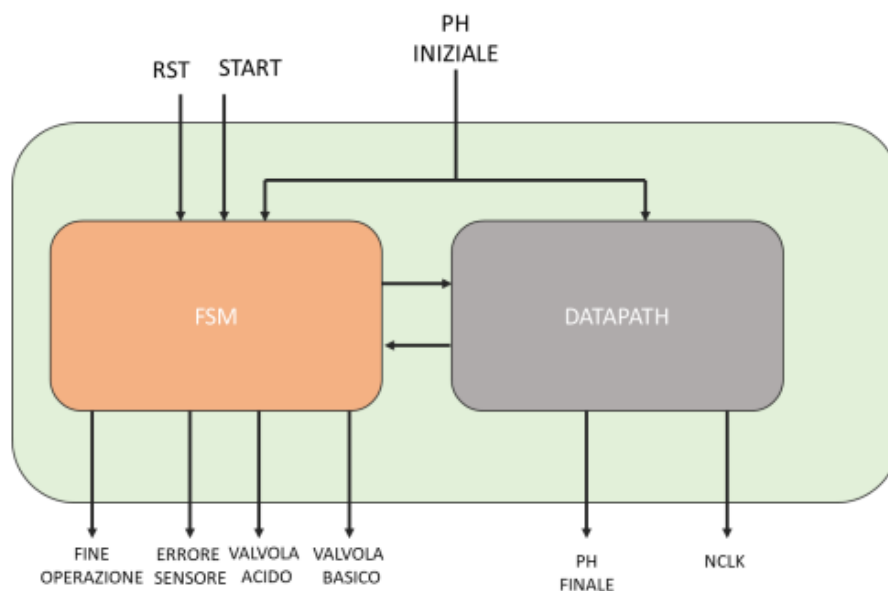 PH
INIZIALE
RST
START
FSM
DATAPATH
FINE
OPERAZIONE
ERRORE
SENSORE
VALVOLA
ACIDO
VALVOLA
BASICO
PH
FINALE
NCLK